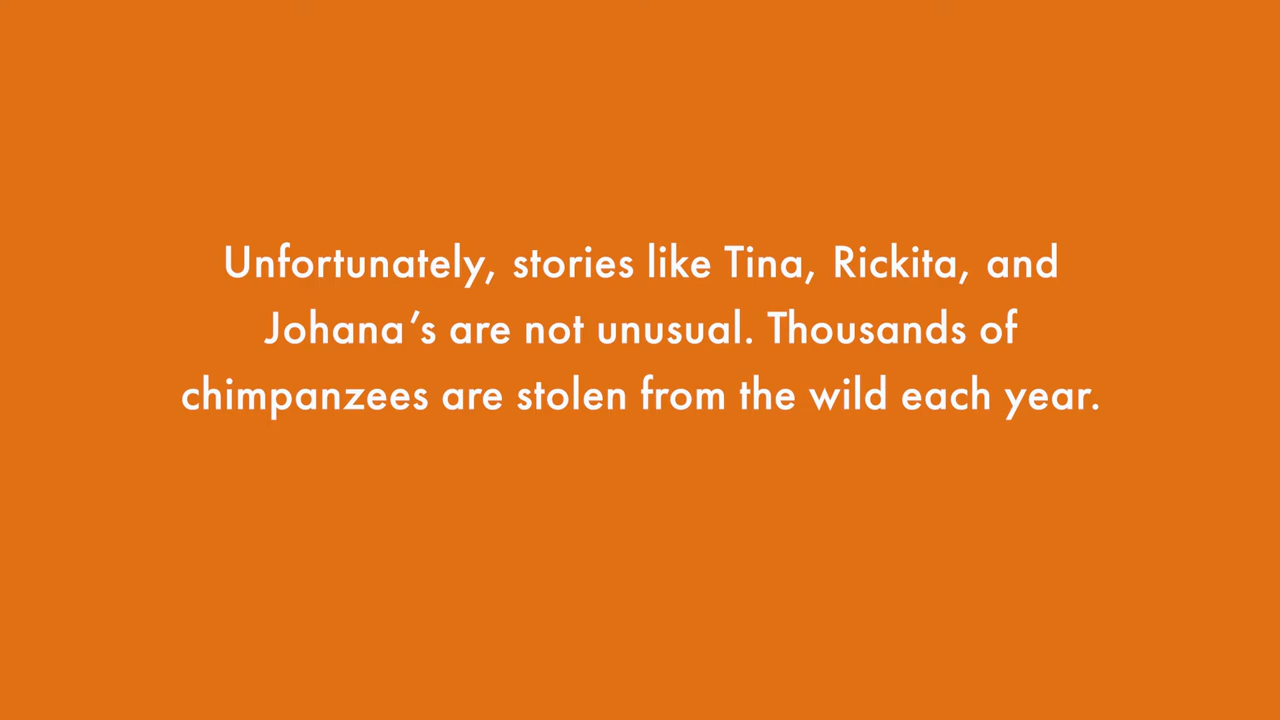 Unfortunately, stories like Tina, Rickita, and
Johana’s are not unusual. Thousands of
chimpanzees are stolen from the wild each year.